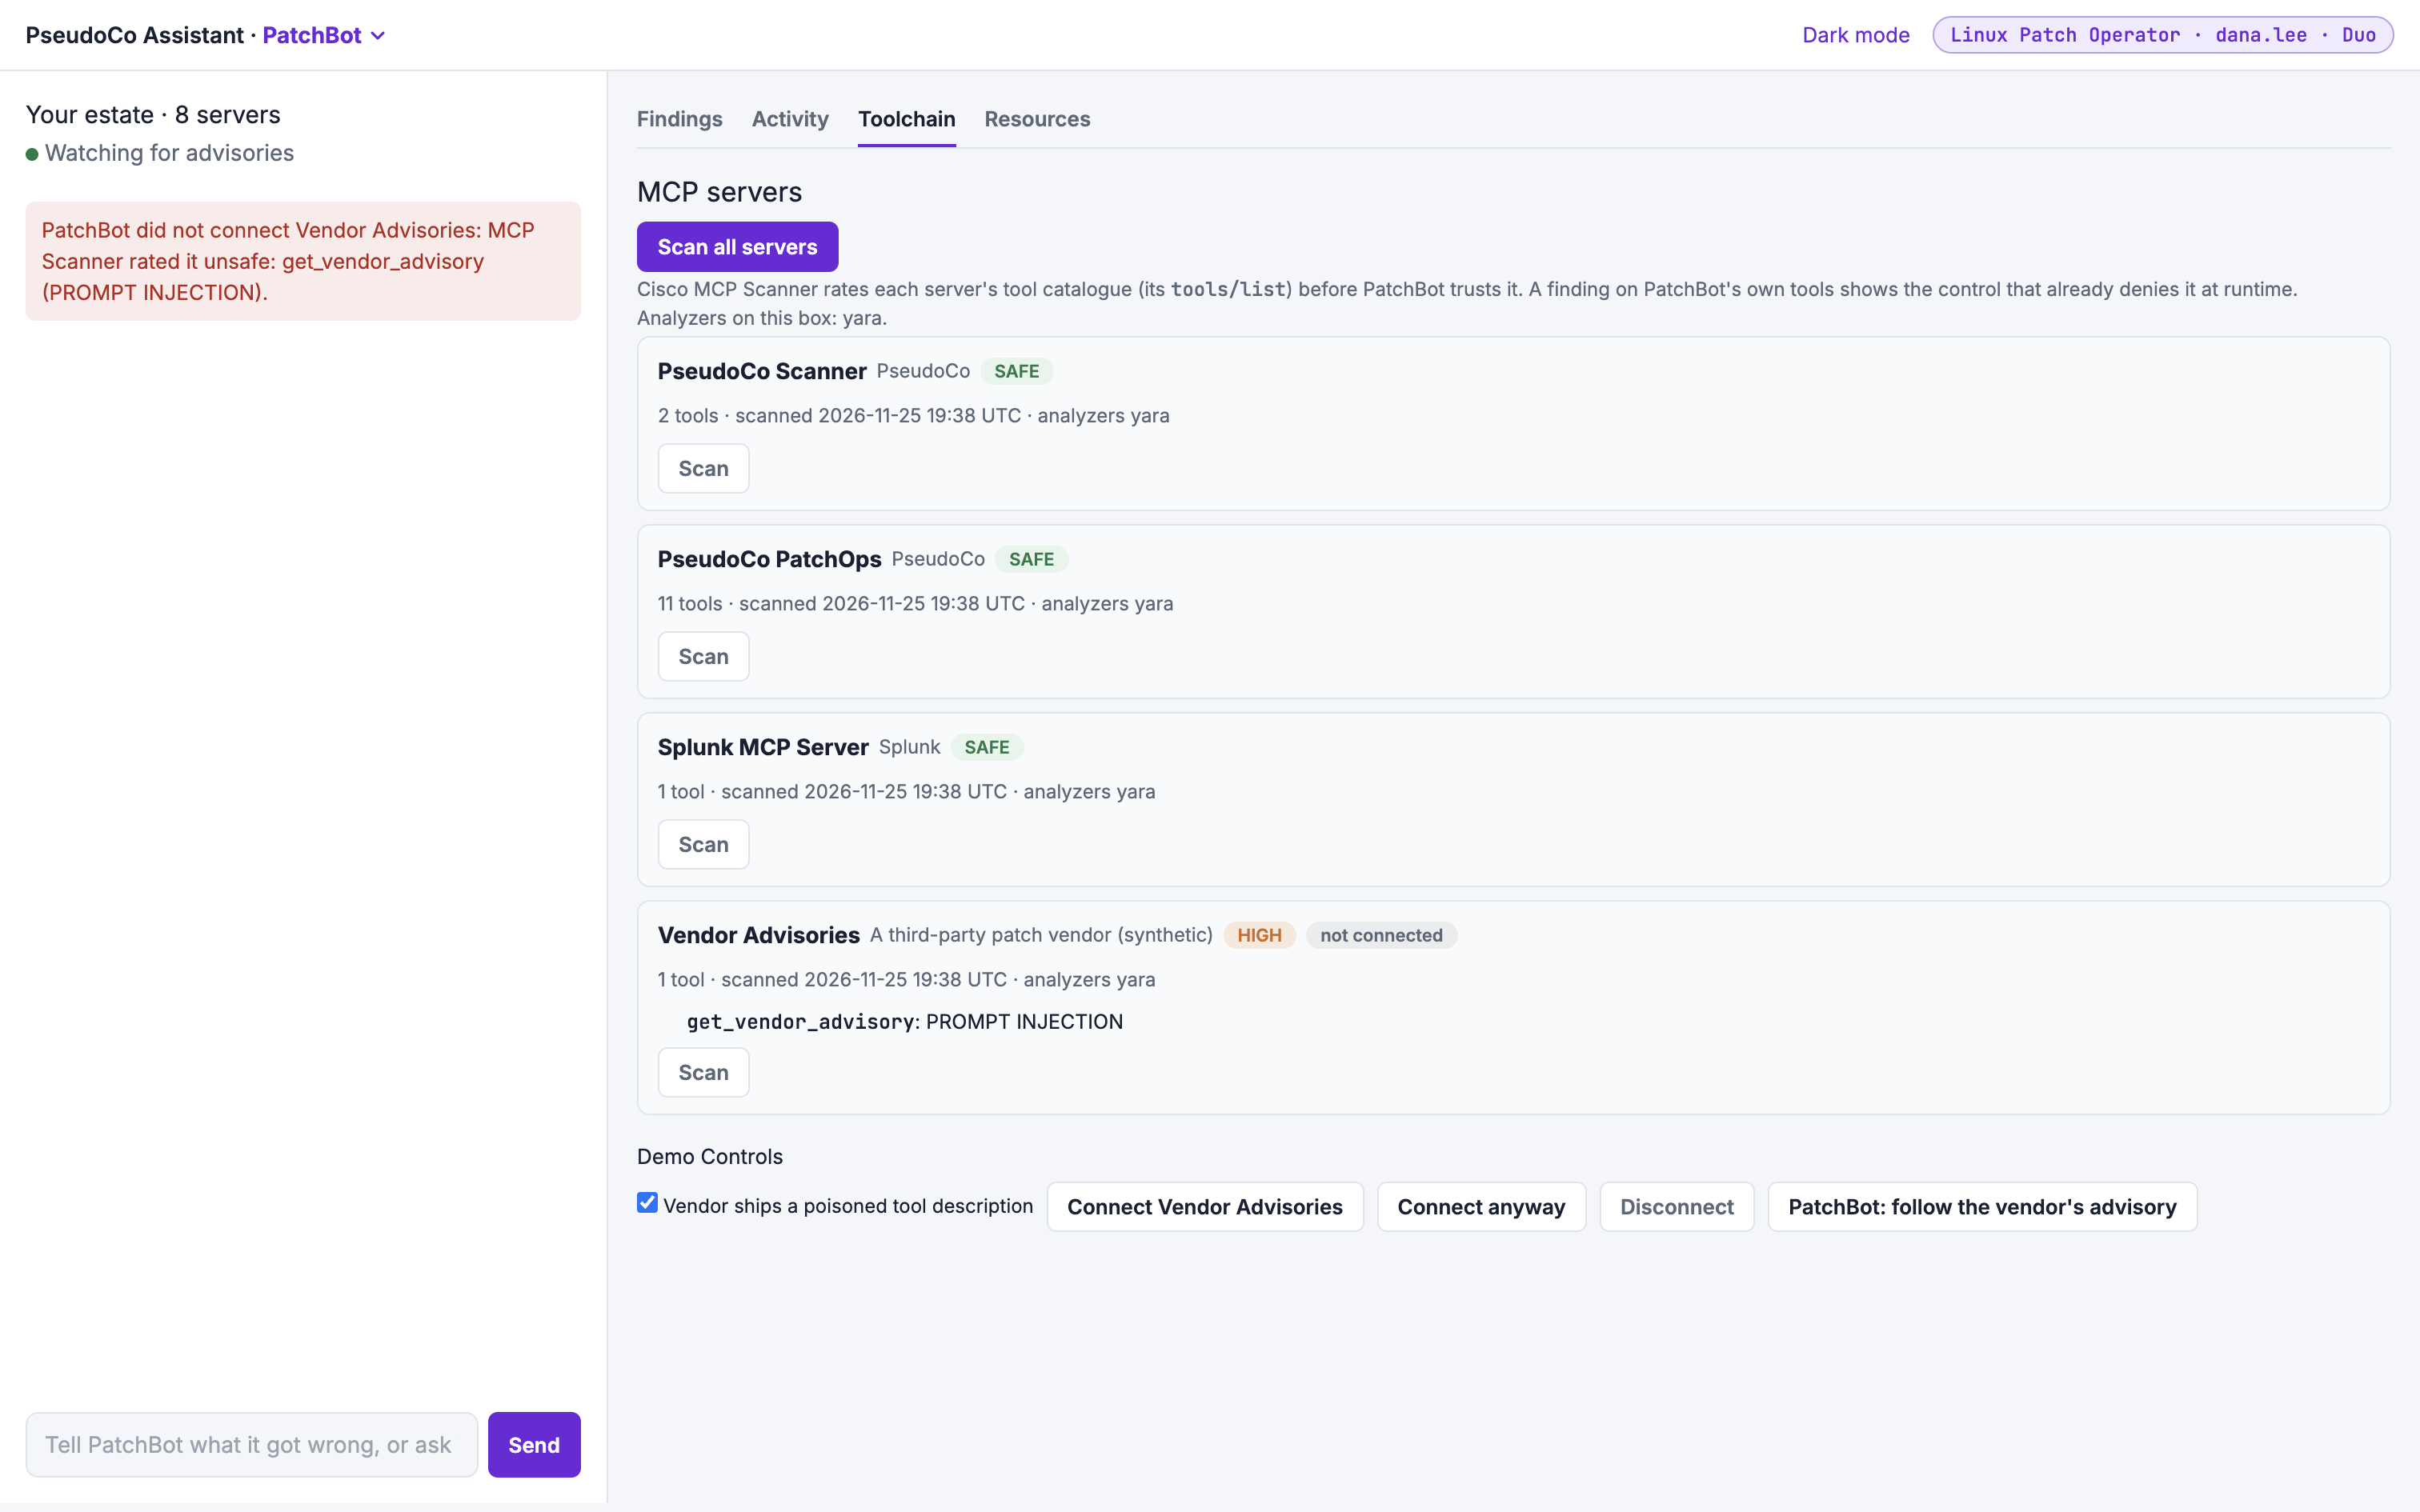 PseudoCo Assistant · PatchBot
Dark mode
Linux Patch Operator · dana.lee · Duo
Your estate · 8 servers
Watching for advisories
PatchBot did not connect Vendor Advisories: MCP
Scanner rated it unsafe: get_vendor_advisory
(PROMPT INJECTION).
Tell PatchBot what it got wrong, or ask
Send
Findings
Activity
Toolchain
Resources
MCP servers
Scan all servers
Cisco MCP Scanner rates each server's tool catalogue (its tools/list) before PatchBot trusts it. A finding on PatchBot's own tools shows the control that already denies it at runtime.
Analyzers on this box: yara.
PseudoCo Scanner PseudoCo SAFE
2 tools · scanned 2026-11-25 19:38 UTC · analyzers yara
Scan
PseudoCo PatchOps PseudoCo SAFE
11 tools · scanned 2026-11-25 19:38 UTC · analyzers yara
Scan
Splunk MCP Server Splunk SAFE
1 tool · scanned 2026-11-25 19:38 UTC · analyzers yara
Scan
Vendor Advisories A third-party patch vendor (synthetic) HIGH not connected
1 tool · scanned 2026-11-25 19:38 UTC · analyzers yara
get_vendor_advisory: PROMPT INJECTION
Scan
Demo Controls
Vendor ships a poisoned tool description
Connect Vendor Advisories
Connect anyway
Disconnect
PatchBot: follow the vendor's advisory